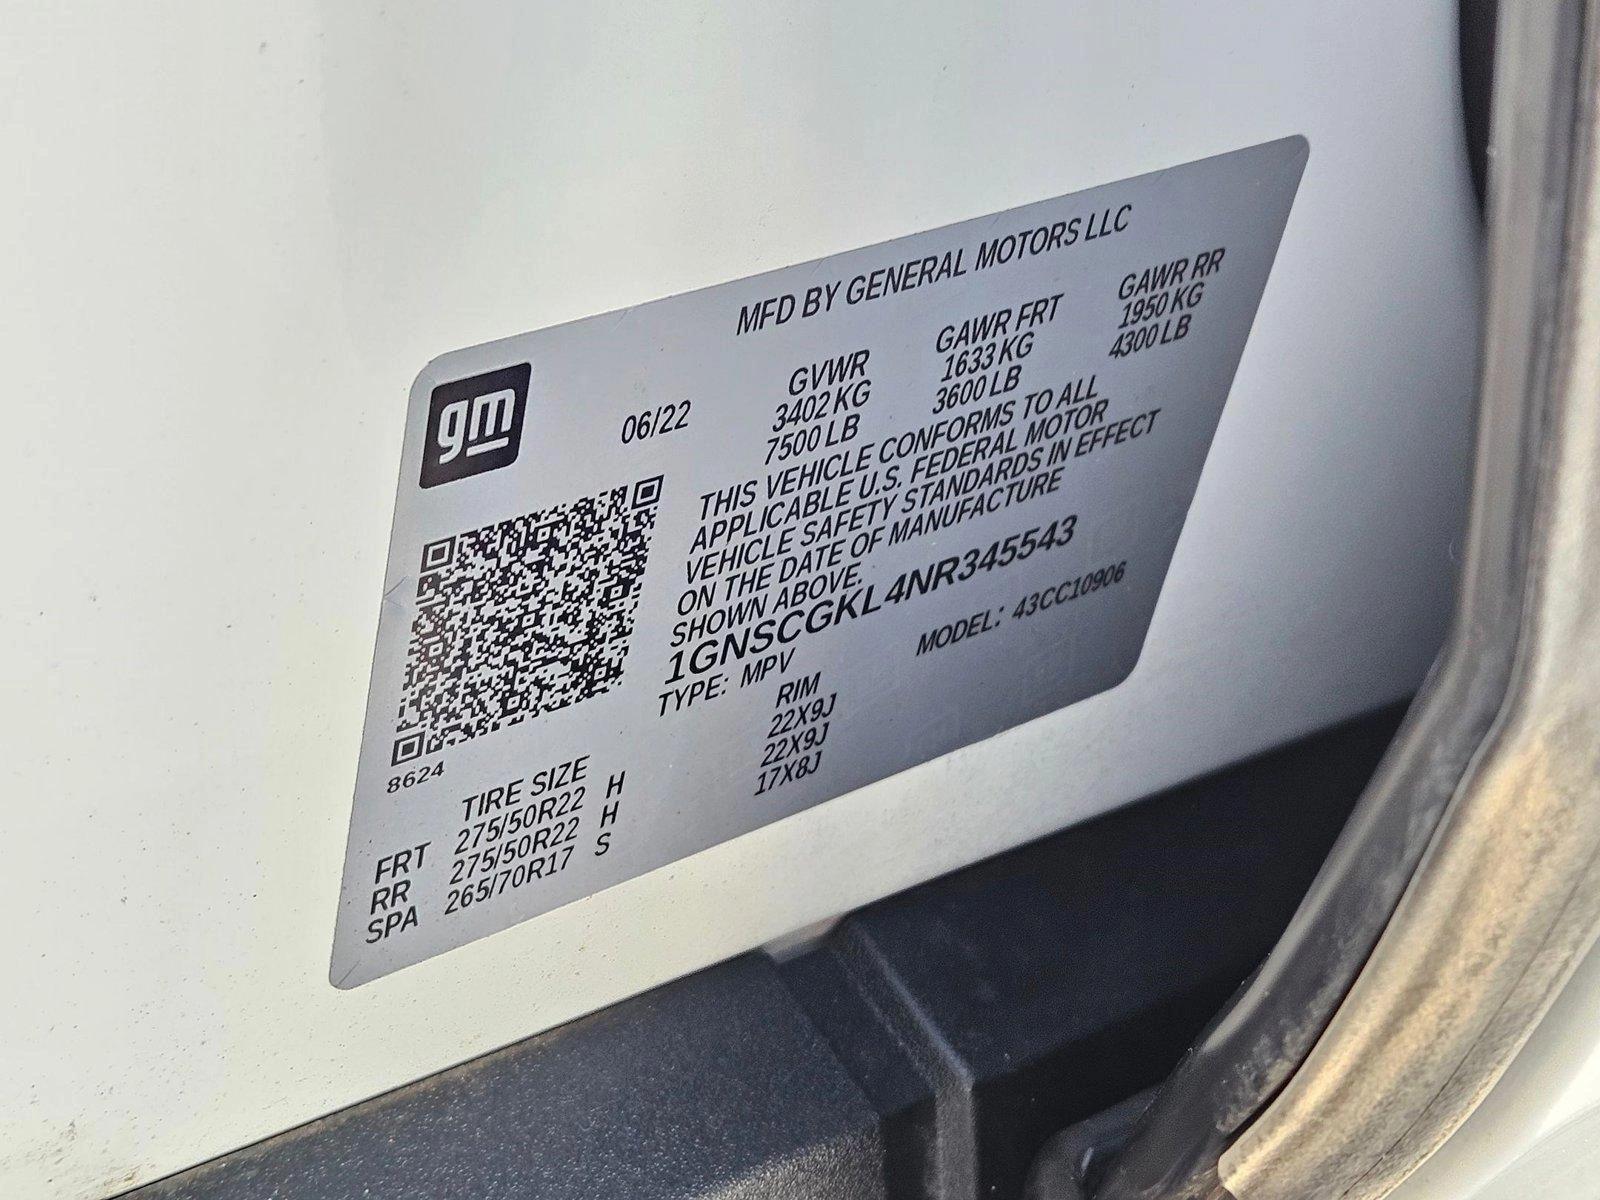 MFD BY GENERAL MOTORS LLC
gm
06/22
GVWR GAWR FRT GAWR RR
3402 KG 1633 KG 1950 KG
7500 LB 3600 LB 4300 LB
THIS VEHICLE CONFORMS TO ALL
APPLICABLE U.S. FEDERAL MOTOR
VEHICLE SAFETY STANDARDS IN EFFECT
ON THE DATE OF MANUFACTURE
SHOWN ABOVE.
1GNSCGKL4NR345543
TYPE: MPV MODEL: 43CC10906
8624
TIRE SIZE RIM
FRT 275/50R22 H 22X9J
RR 275/50R22 H 22X9J
SPA 265/70R17 S 17X8J